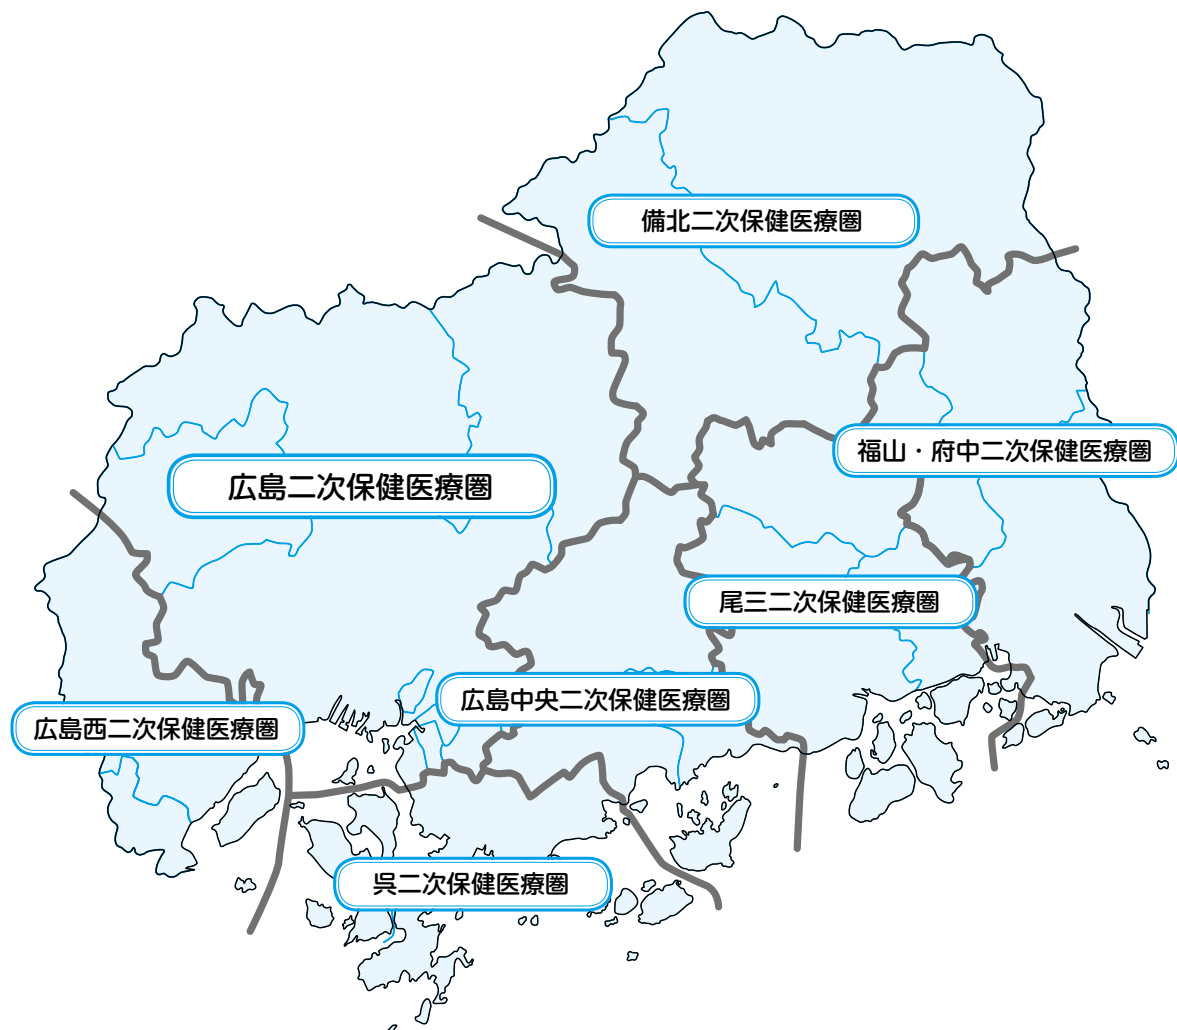 備北二次保健医療圏
福山・府中二次保健医療圏
広島二次保健医療圏
尾三二次保健医療圏
広島中央二次保健医療圏
広島西二次保健医療圏
呉二次保健医療圏